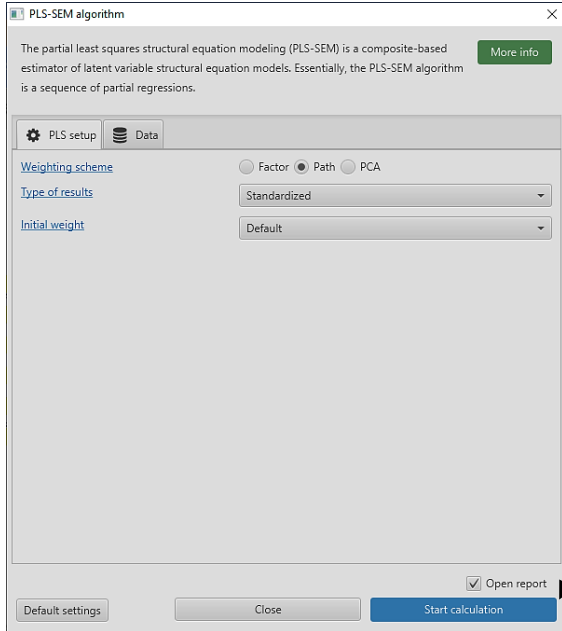 PLS-SEM algorithm
The partial least squares structural equation modeling (PLS-SEM) is a composite-based
estimator of latent variable structural equation models. Essentially, the PLS-SEM algorithm
is a sequence of partial regressions.
More info
PLS setup Data
Weighting scheme Factor Path PCA
Type of results Standardized
Initial weight Default
Open report
Default settings Close Start calculation